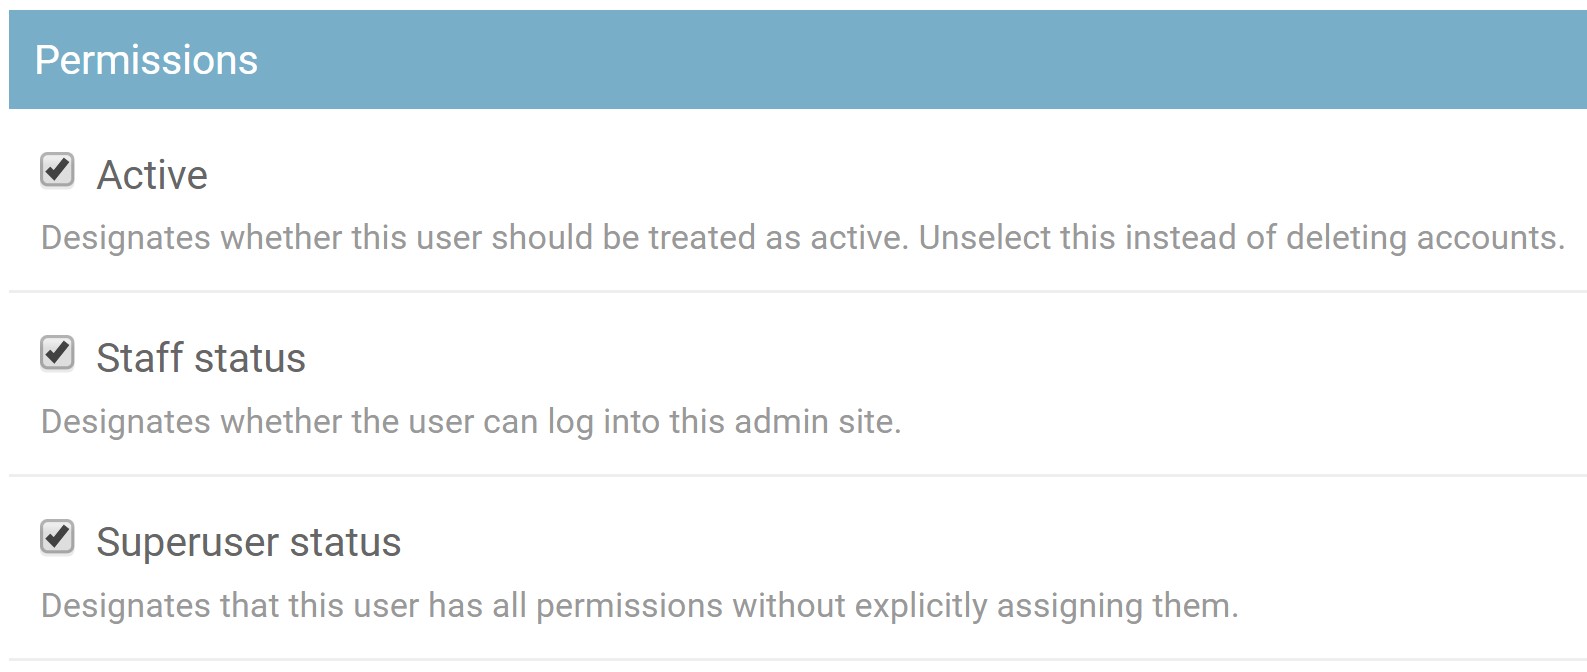 Permissions
Active
Designates whether this user should be treated as active. Unselect this instead of deleting accounts.
Staff status
Designates whether the user can log into this admin site.
Superuser status
Designates that this user has all permissions without explicitly assigning them.